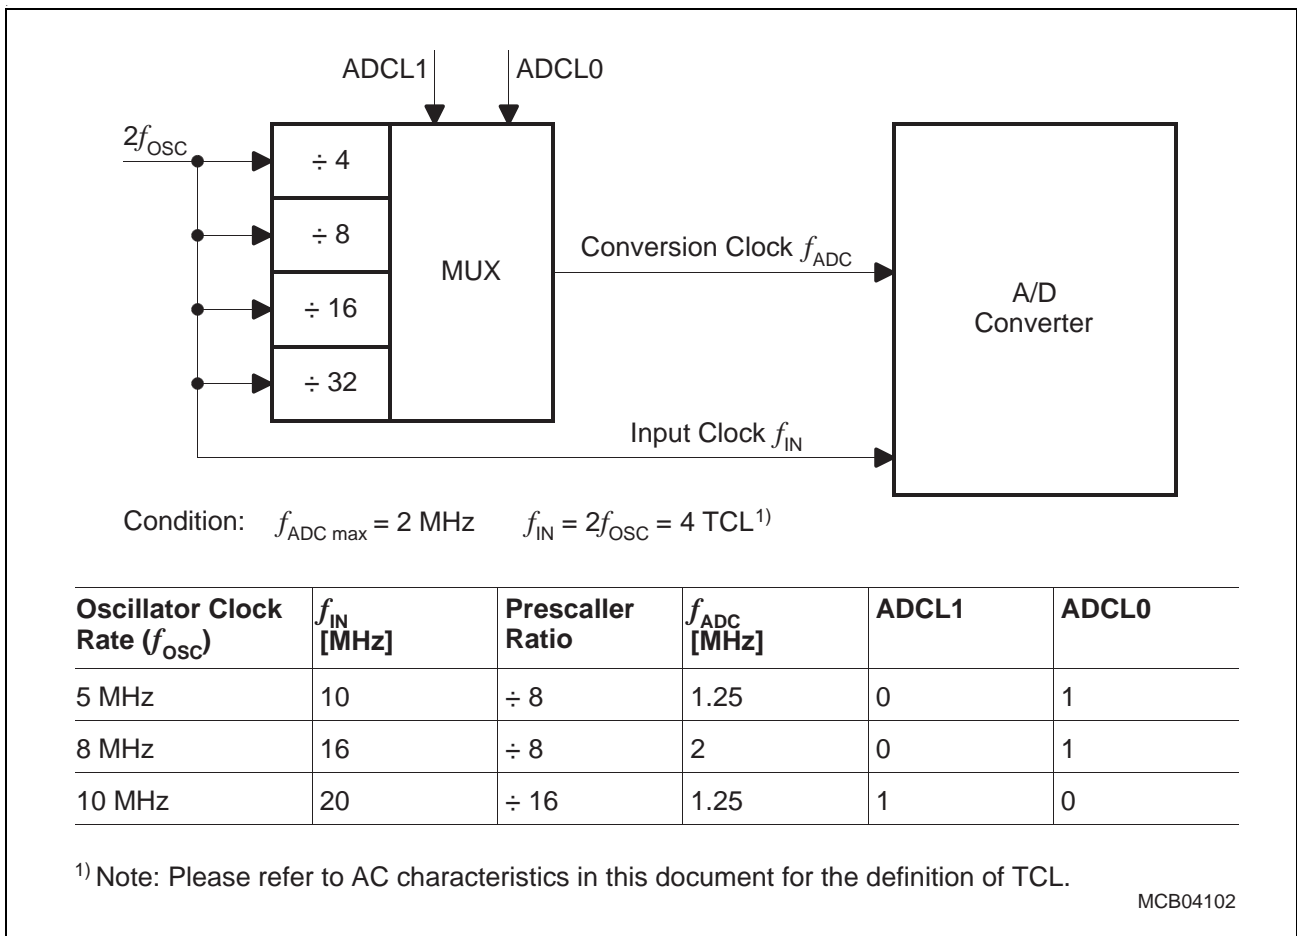 ADCL1 ADCL0
2fOSC
÷ 4
÷ 8
÷ 16
÷ 32
MUX
Conversion Clock fADC
A/D
Converter
Input Clock fIN
Condition: fADC max = 2 MHz fIN = 2fOSC = 4 TCL1)
Oscillator Clock Rate (fOSC) fIN [MHz] Prescaller Ratio fADC [MHz] ADCL1 ADCL0
5 MHz 10 ÷ 8 1.25 0 1
8 MHz 16 ÷ 8 2 0 1
10 MHz 20 ÷ 16 1.25 1 0
1) Note: Please refer to AC characteristics in this document for the definition of TCL.
MCB04102